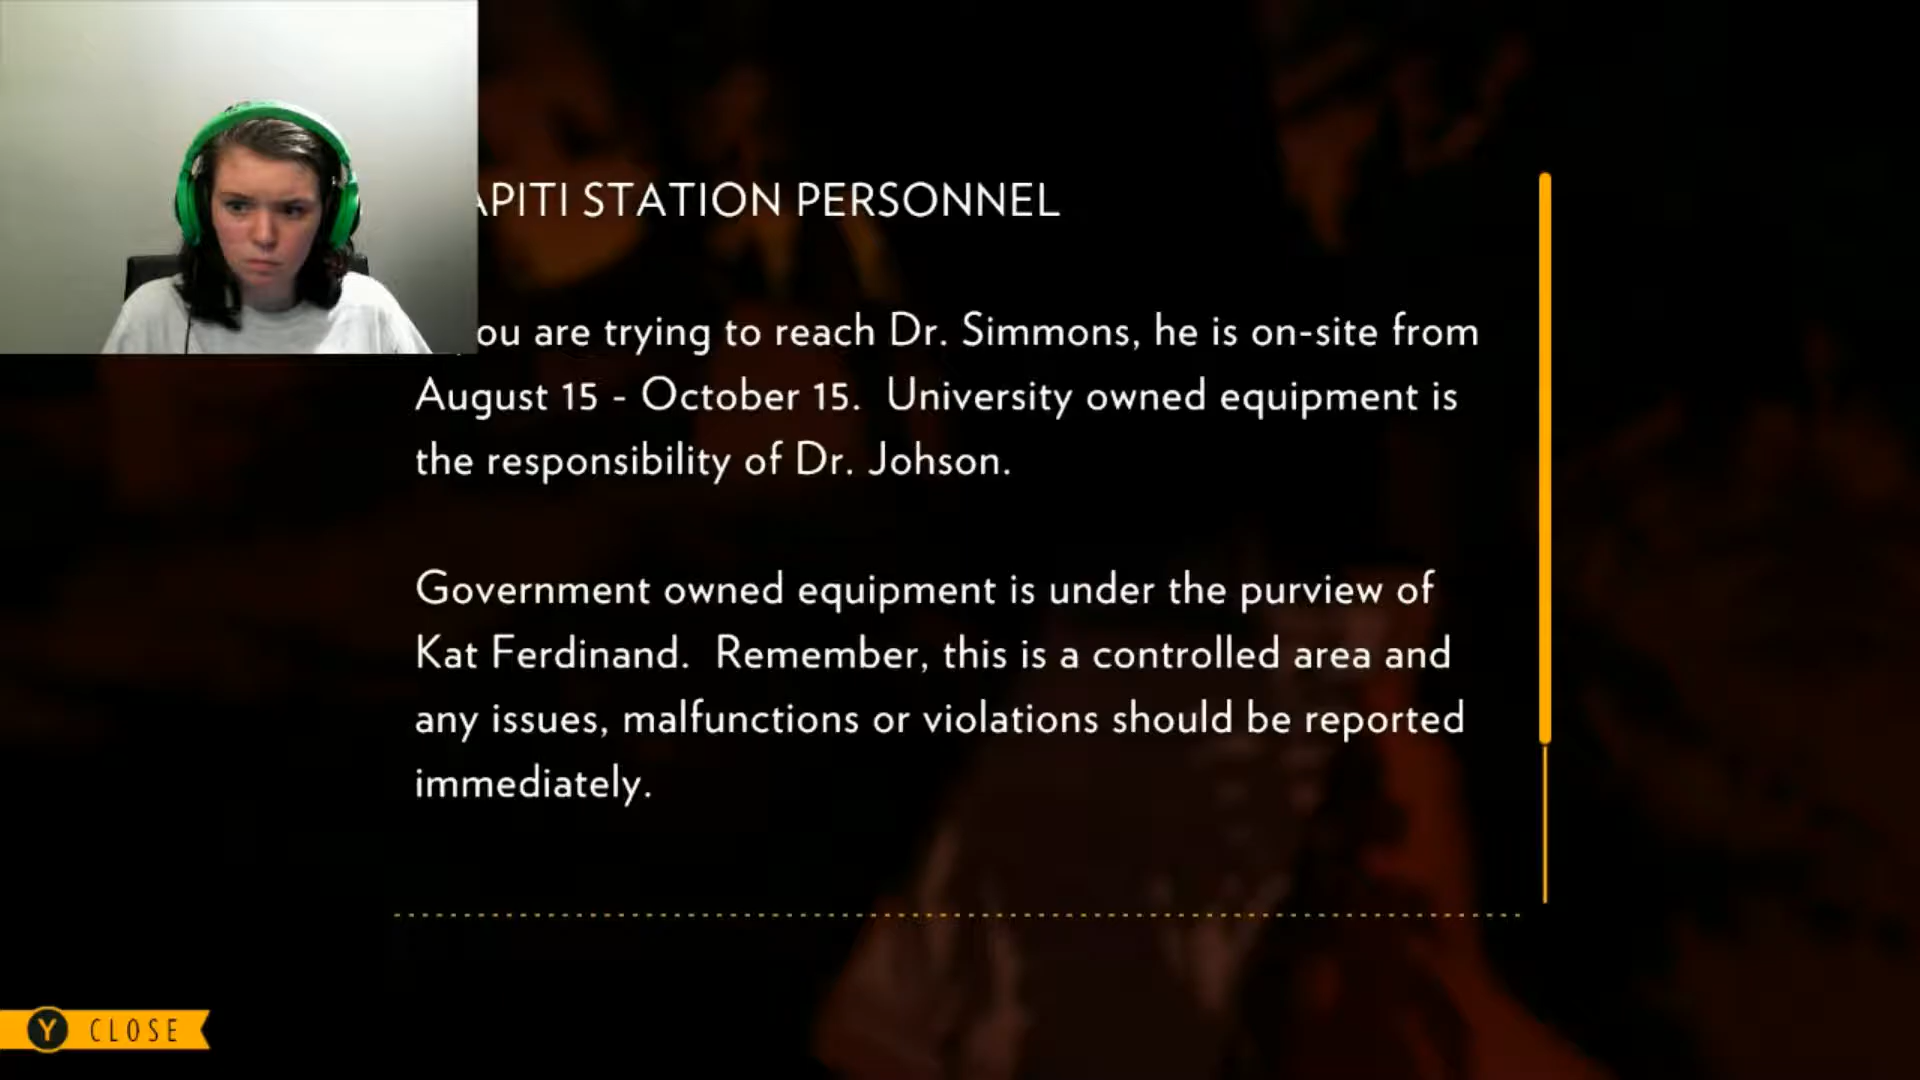 APITI STATION PERSONNEL
ou are trying to reach Dr. Simmons, he is on-site from
August 15 - October 15. University owned equipment is
the responsibility of Dr. Johson.
Government owned equipment is under the purview of
Kat Ferdinand. Remember, this is a controlled area and
any issues, malfunctions or violations should be reported
immediately.
Y CLOSE